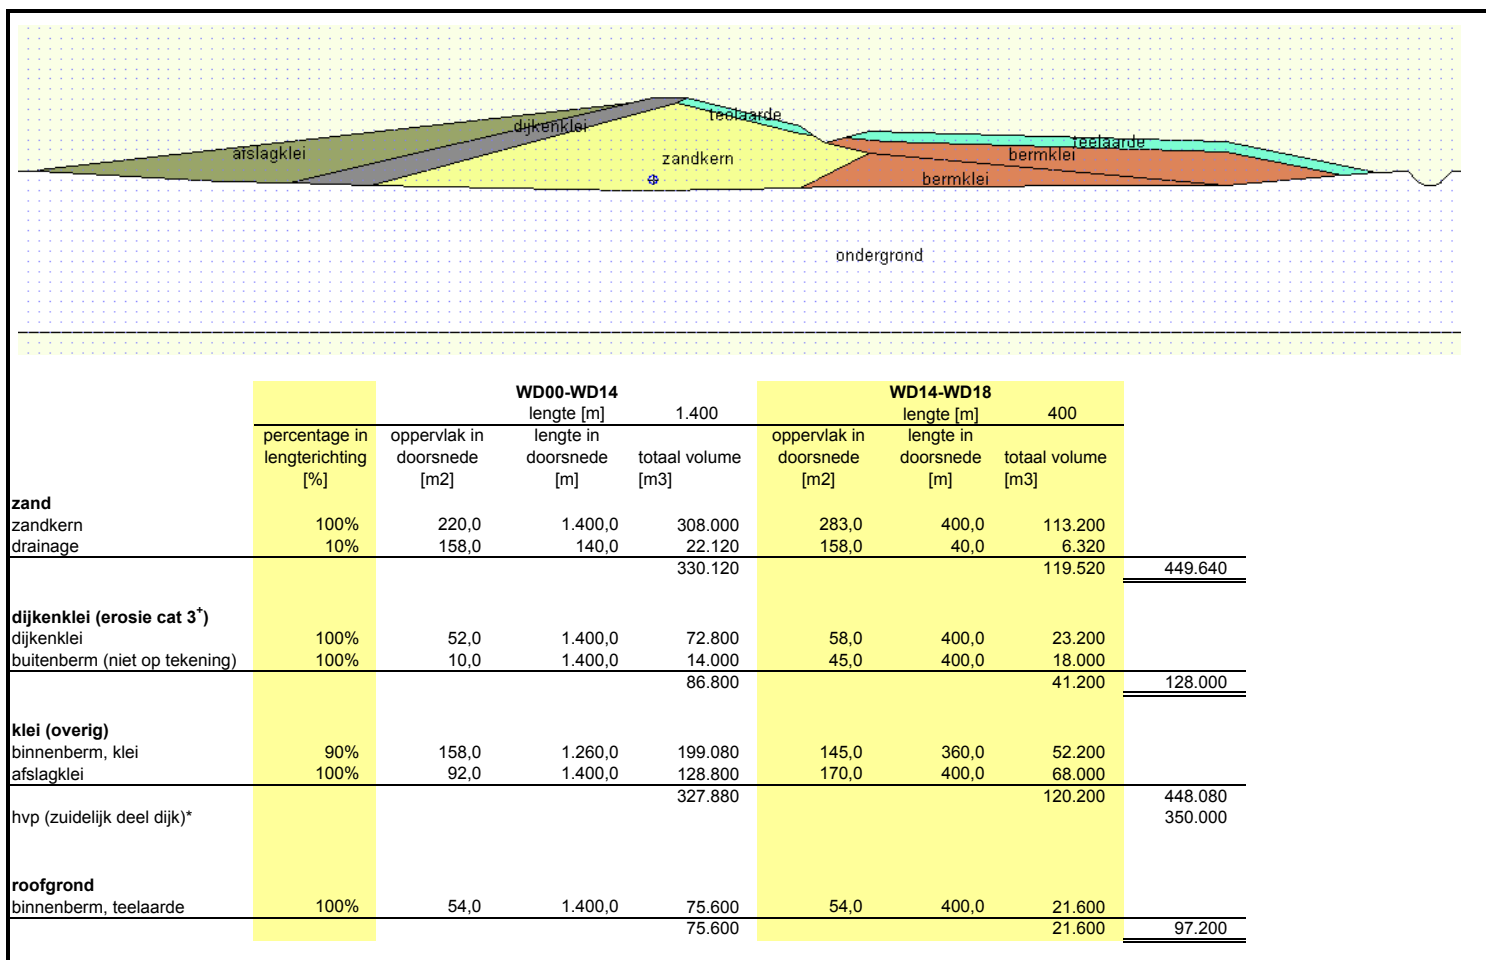 teelaarde
dijkenklei
teelaarde
afslagklei
bermklei
zandkern
bermklei
ondergrond
WD00-WD14 WD14-WD18
lengte [m] 1.400 lengte [m] 400
percentage in oppervlak in lengte in oppervlak in lengte in
lengterichting doorsnede doorsnede totaal volume doorsnede doorsnede totaal volume
[%] [m2] [m] [m3] [m2] [m] [m3]
zand
zandkern 100% 220,0 1.400,0 308.000 283,0 400,0 113.200
drainage 10% 158,0 140,0 22.120 158,0 40,0 6.320
330.120 119.520 449.640
dijkenklei (erosie cat 3+)
dijkenklei 100% 52,0 1.400,0 72.800 58,0 400,0 23.200
buitenberm (niet op tekening) 100% 10,0 1.400,0 14.000 45,0 400,0 18.000
86.800 41.200 128.000
klei (overig)
binnenberm, klei 90% 158,0 1.260,0 199.080 145,0 360,0 52.200
afslagklei 100% 92,0 1.400,0 128.800 170,0 400,0 68.000
327.880 120.200 448.080
hvp (zuidelijk deel dijk)* 350.000
roofgrond
binnenberm, teelaarde 100% 54,0 1.400,0 75.600 54,0 400,0 21.600
75.600 21.600 97.200